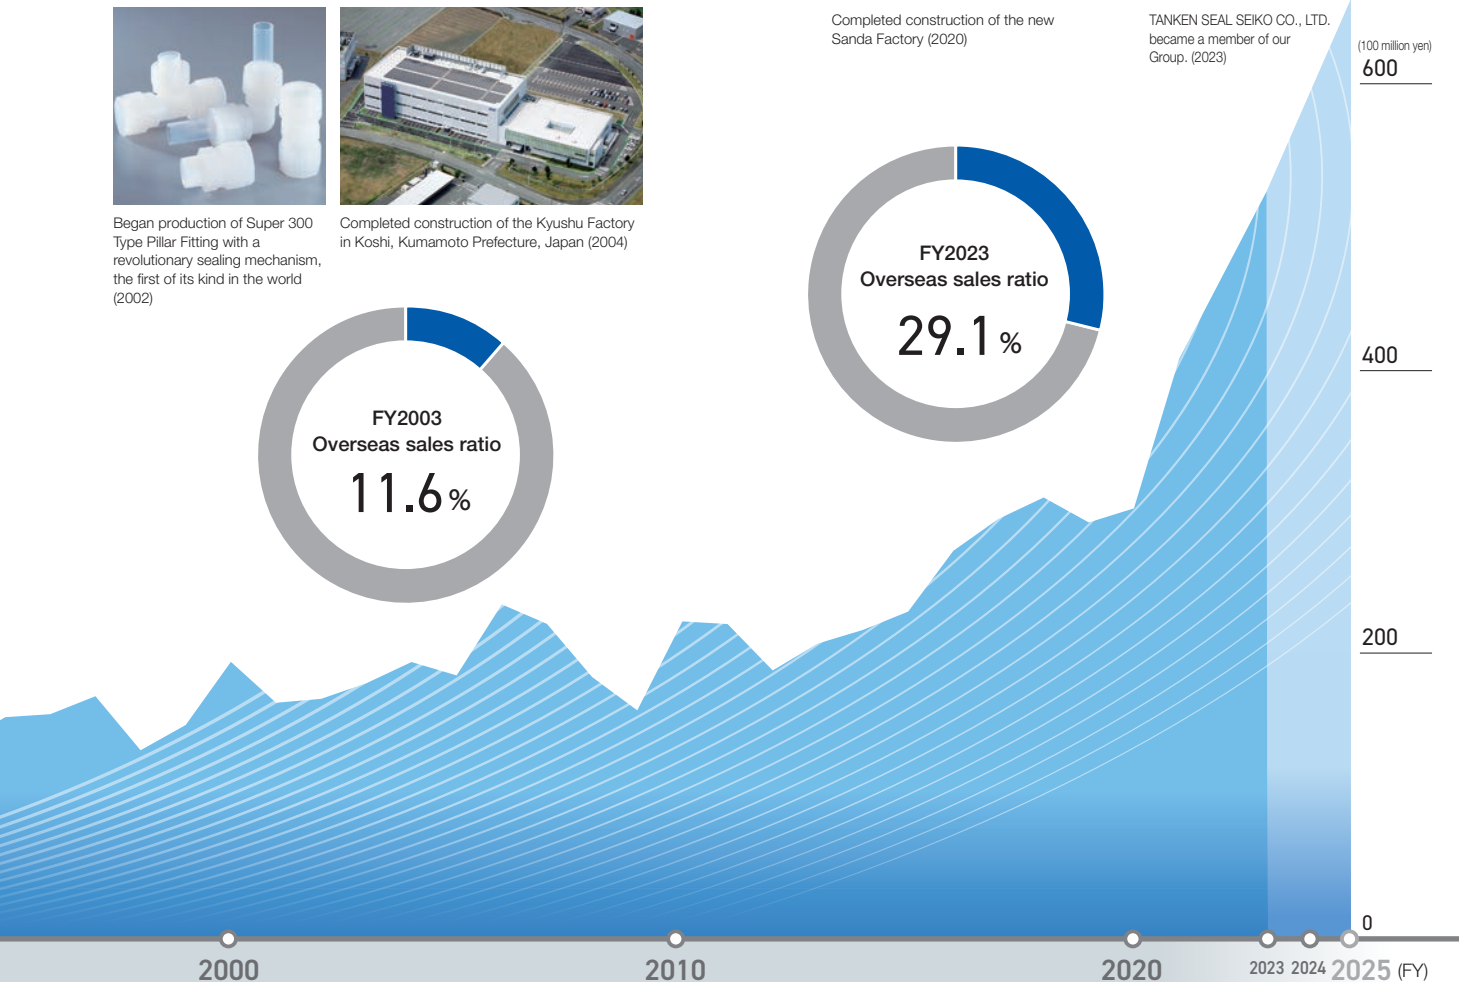 Completed construction of the new
Sanda Factory (2020)
TANKEN SEAL SEIKO CO., LTD.
became a member of our
Group. (2023)
(100 million yen)
600
400
200
0
Began production of Super 300
Type Pillar Fitting with a
revolutionary sealing mechanism,
the first of its kind in the world
(2002)
Completed construction of the Kyushu Factory
in Koshi, Kumamoto Prefecture, Japan (2004)
FY2023
Overseas sales ratio
29.1 %
FY2003
Overseas sales ratio
11.6 %
2000
2010
2020
2023
2024
2025
(FY)